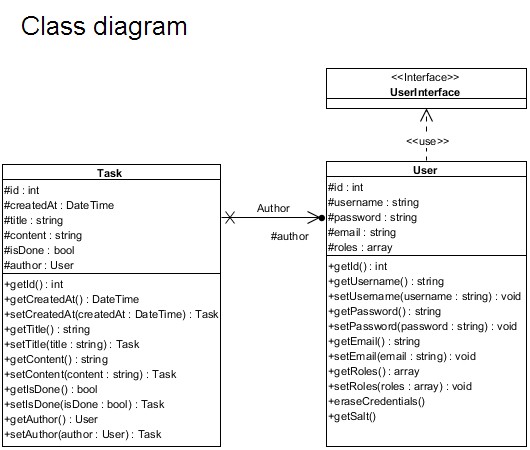 Class diagram
<<Interface>>
UserInterface
<<use>>
Task
#id : int
#createdAt : DateTime
#title : string
#content : string
#isDone : bool
#author : User
+getId() : int
+getCreatedAt() : DateTime
+setCreatedAt(createdAt : DateTime) : Task
+getTitle() : string
+setTitle(title : string) : Task
+getContent() : string
+setContent(content : string) : Task
+getIsDone() : bool
+setIsDone(isDone : bool) : Task
+getAuthor() : User
+setAuthor(author : User) : Task
Author
#author
User
#id : int
#username : string
#password : string
#email : string
#roles : array
+getId() : int
+getUsername() : string
+setUsername(username : string) : void
+getPassword() : string
+setPassword(password : string) : void
+getEmail() : string
+setEmail(email : string) : void
+getRoles() : array
+setRoles(roles : array) : void
+eraseCredentials()
+getSalt()